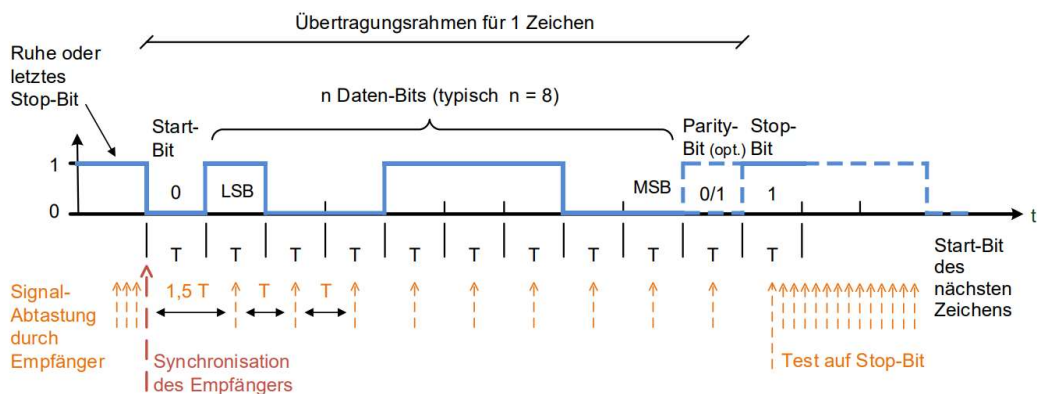 Übertragungsrahmen für 1 Zeichen
Ruhe oder
letztes
Stop-Bit
n Daten-Bits (typisch n = 8)
Start-
Bit
Parity-
Bit (opt.)
Stop-
Bit
1
0
0
LSB
MSB
0/1
1
t
T T T T T T T T T T T
Start-Bit
des
nächsten
Zeichens
Signal-
Abtastung
durch
Empfänger
1,5 T
T
T
Synchronisation
des Empfängers
Test auf Stop-Bit